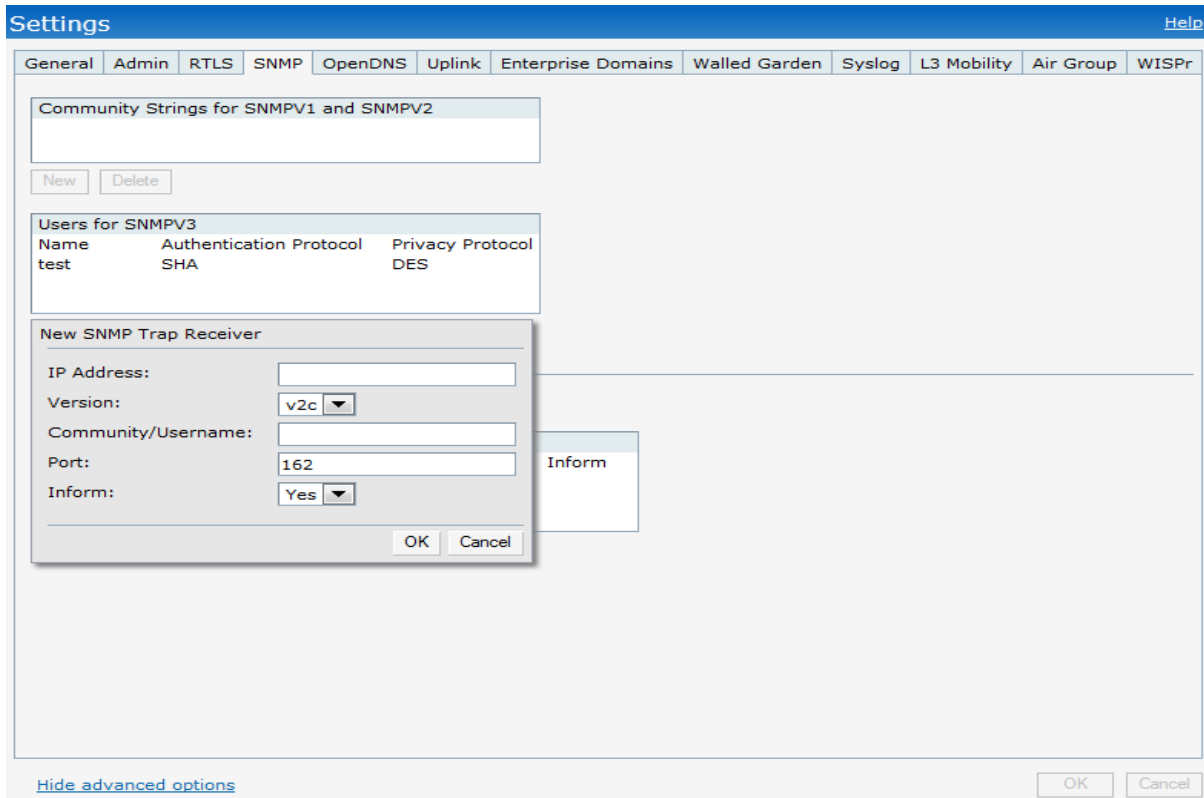 Settings Help
General Admin RTLS SNMP OpenDNS Uplink Enterprise Domains Walled Garden Syslog L3 Mobility Air Group WISPr
Community Strings for SNMPV1 and SNMPV2
New Delete
Users for SNMPV3
Name Authentication Protocol Privacy Protocol
test SHA DES
New SNMP Trap Receiver
IP Address:
Version: v2c
Community/Username:
Port: 162
Inform: Yes
OK Cancel
Inform
Hide advanced options
OK Cancel